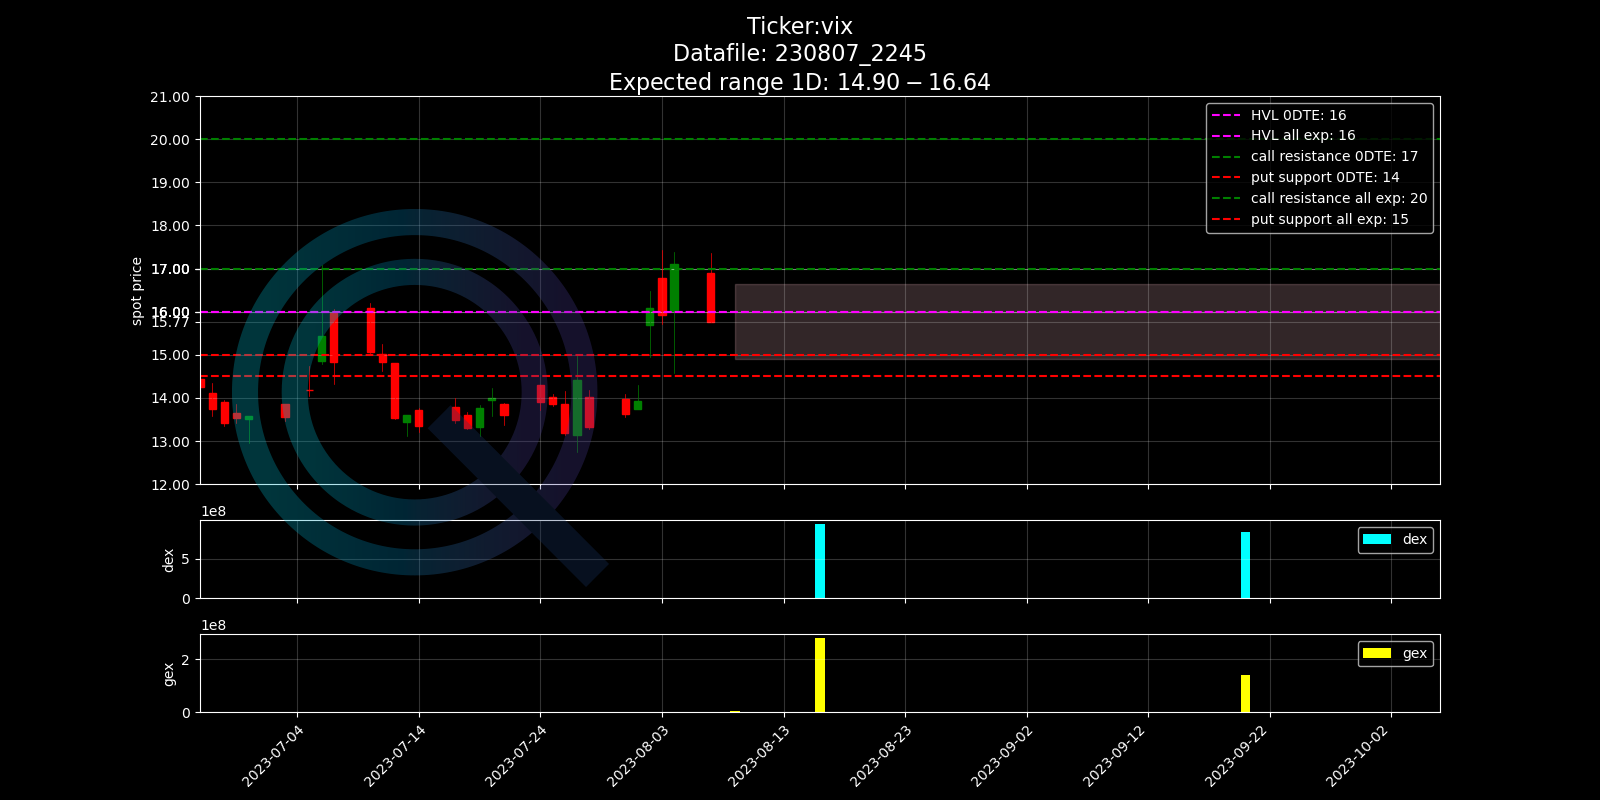 Ticker:vix
Datafile: 230807_2245
Expected range 1D: 14.90 − 16.64
21.00
20.00
19.00
18.00
17.00
16.00
15.77
15.00
14.00
13.00
12.00
spot price
HVL 0DTE: 16
HVL all exp: 16
call resistance 0DTE: 17
put support 0DTE: 14
call resistance all exp: 20
put support all exp: 15
1e8
5
0
dex
dex
1e8
2
0
gex
gex
2023-07-04
2023-07-14
2023-07-24
2023-08-03
2023-08-13
2023-08-23
2023-09-02
2023-09-12
2023-09-22
2023-10-02